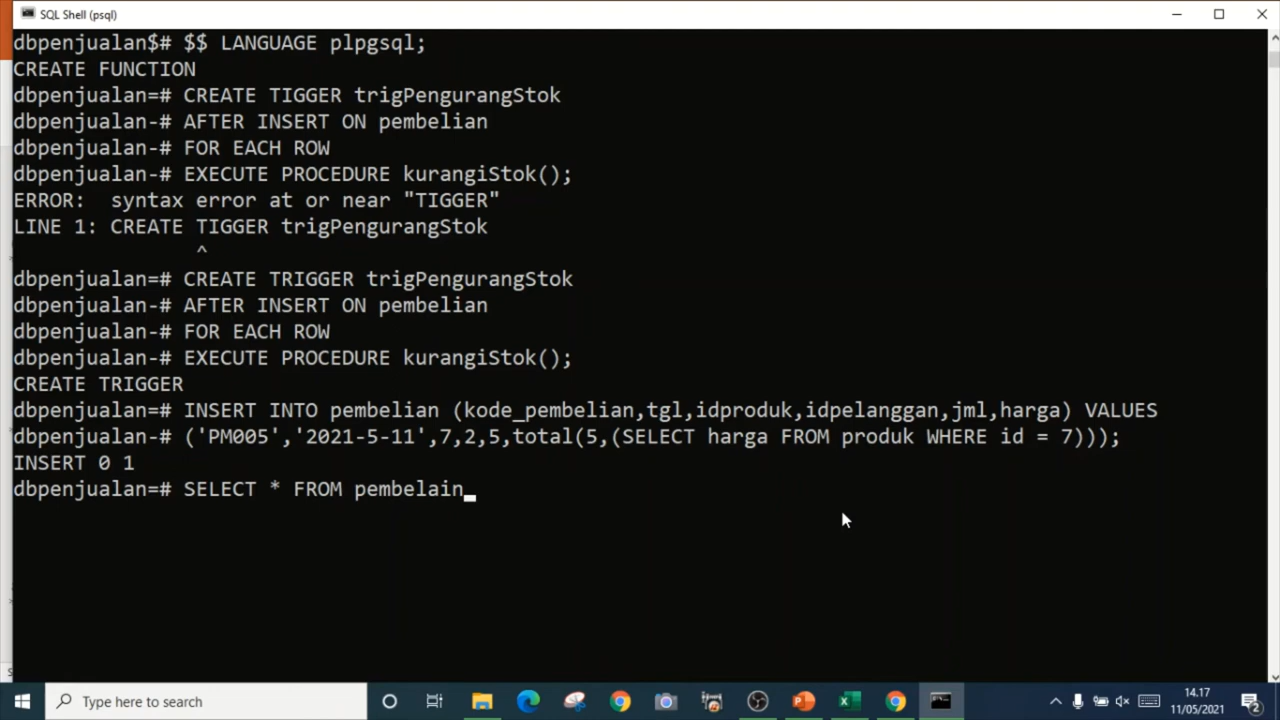 SQL Shell (psql)
dbpenjualan$# $$ LANGUAGE plpgsql;
CREATE FUNCTION
dbpenjualan=# CREATE TIGGER trigPengurangStok
dbpenjualan-# AFTER INSERT ON pembelian
dbpenjualan-# FOR EACH ROW
dbpenjualan-# EXECUTE PROCEDURE kurangiStok();
ERROR:  syntax error at or near "TIGGER"
LINE 1: CREATE TIGGER trigPengurangStok
^
dbpenjualan=# CREATE TRIGGER trigPengurangStok
dbpenjualan-# AFTER INSERT ON pembelian
dbpenjualan-# FOR EACH ROW
dbpenjualan-# EXECUTE PROCEDURE kurangiStok();
CREATE TRIGGER
dbpenjualan=# INSERT INTO pembelian (kode_pembelian,tgl,idproduk,idpelanggan,jml,harga) VALUES
dbpenjualan-# ('PM005','2021-5-11',7,2,5,total(5,(SELECT harga FROM produk WHERE id = 7)));
INSERT 0 1
dbpenjualan=# SELECT * FROM pembelain_
Type here to search
14.17
11/05/2021
2